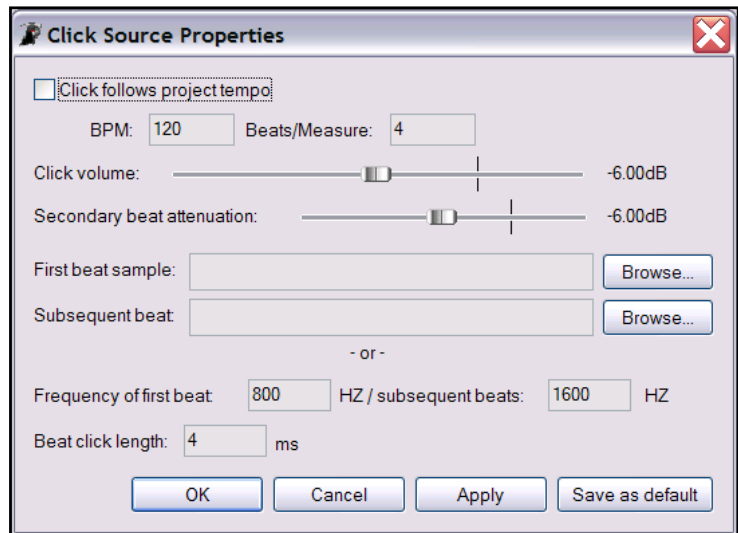 Click Source Properties
Click follows project tempo
BPM: 120 Beats/Measure: 4
Click volume: -6.00dB
Secondary beat attenuation: -6.00dB
First beat sample: Browse...
Subsequent beat: Browse...
- or -
Frequency of first beat: 800 HZ / subsequent beats: 1600 HZ
Beat click length: 4 ms
OK Cancel Apply Save as default